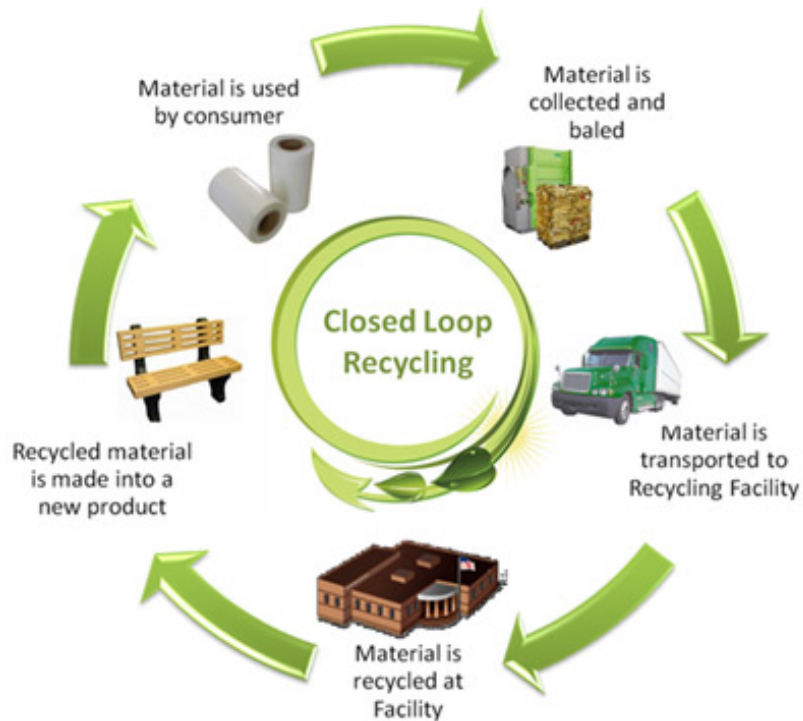 Material is used
by consumer
Material is
collected and
baled
Closed Loop
Recycling
Material is
transported to
Recycling Facility
Recycled material
is made into a
new product
Material is
recycled at
Facility